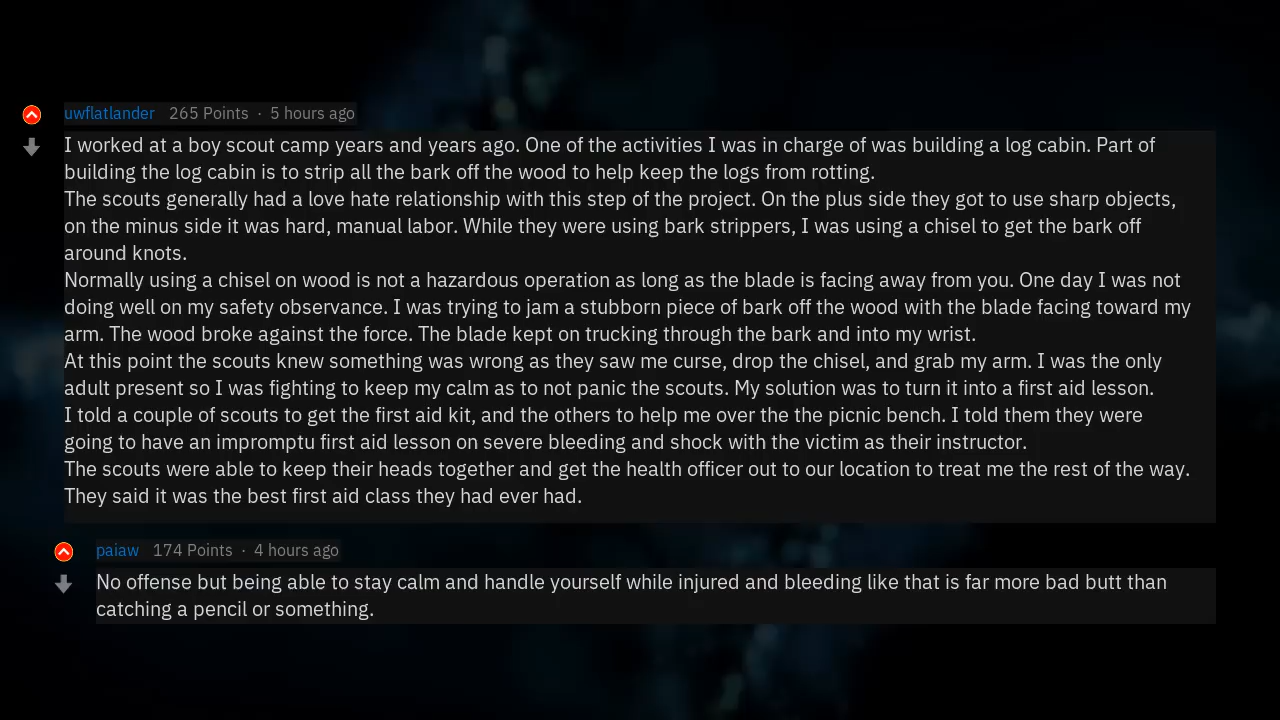 uwflatlander 265 Points · 5 hours ago
I worked at a boy scout camp years and years ago. One of the activities I was in charge of was building a log cabin. Part of
building the log cabin is to strip all the bark off the wood to help keep the logs from rotting.
The scouts generally had a love hate relationship with this step of the project. On the plus side they got to use sharp objects,
on the minus side it was hard, manual labor. While they were using bark strippers, I was using a chisel to get the bark off
around knots.
Normally using a chisel on wood is not a hazardous operation as long as the blade is facing away from you. One day I was not
doing well on my safety observance. I was trying to jam a stubborn piece of bark off the wood with the blade facing toward my
arm. The wood broke against the force. The blade kept on trucking through the bark and into my wrist.
At this point the scouts knew something was wrong as they saw me curse, drop the chisel, and grab my arm. I was the only
adult present so I was fighting to keep my calm as to not panic the scouts. My solution was to turn it into a first aid lesson.
I told a couple of scouts to get the first aid kit, and the others to help me over the the picnic bench. I told them they were
going to have an impromptu first aid lesson on severe bleeding and shock with the victim as their instructor.
The scouts were able to keep their heads together and get the health officer out to our location to treat me the rest of the way.
They said it was the best first aid class they had ever had.
paiaw 174 Points · 4 hours ago
No offense but being able to stay calm and handle yourself while injured and bleeding like that is far more bad butt than
catching a pencil or something.